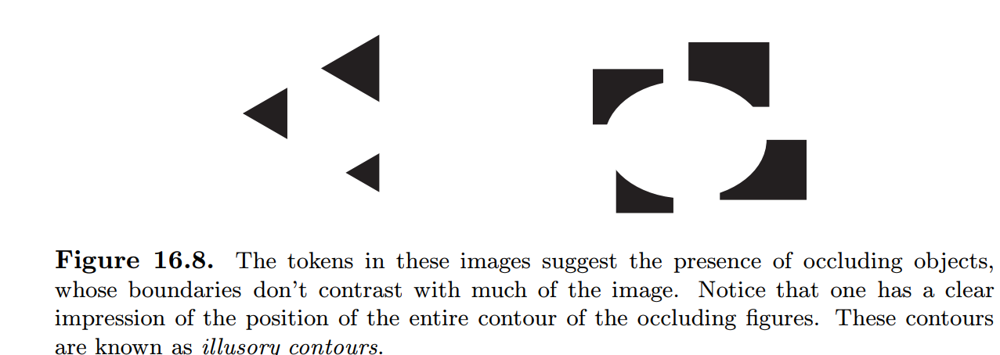 Figure 16.8. The tokens in these images suggest the presence of occluding objects,
whose boundaries don't contrast with much of the image. Notice that one has a clear
impression of the position of the entire contour of the occluding figures. These contours
are known as illusory contours.